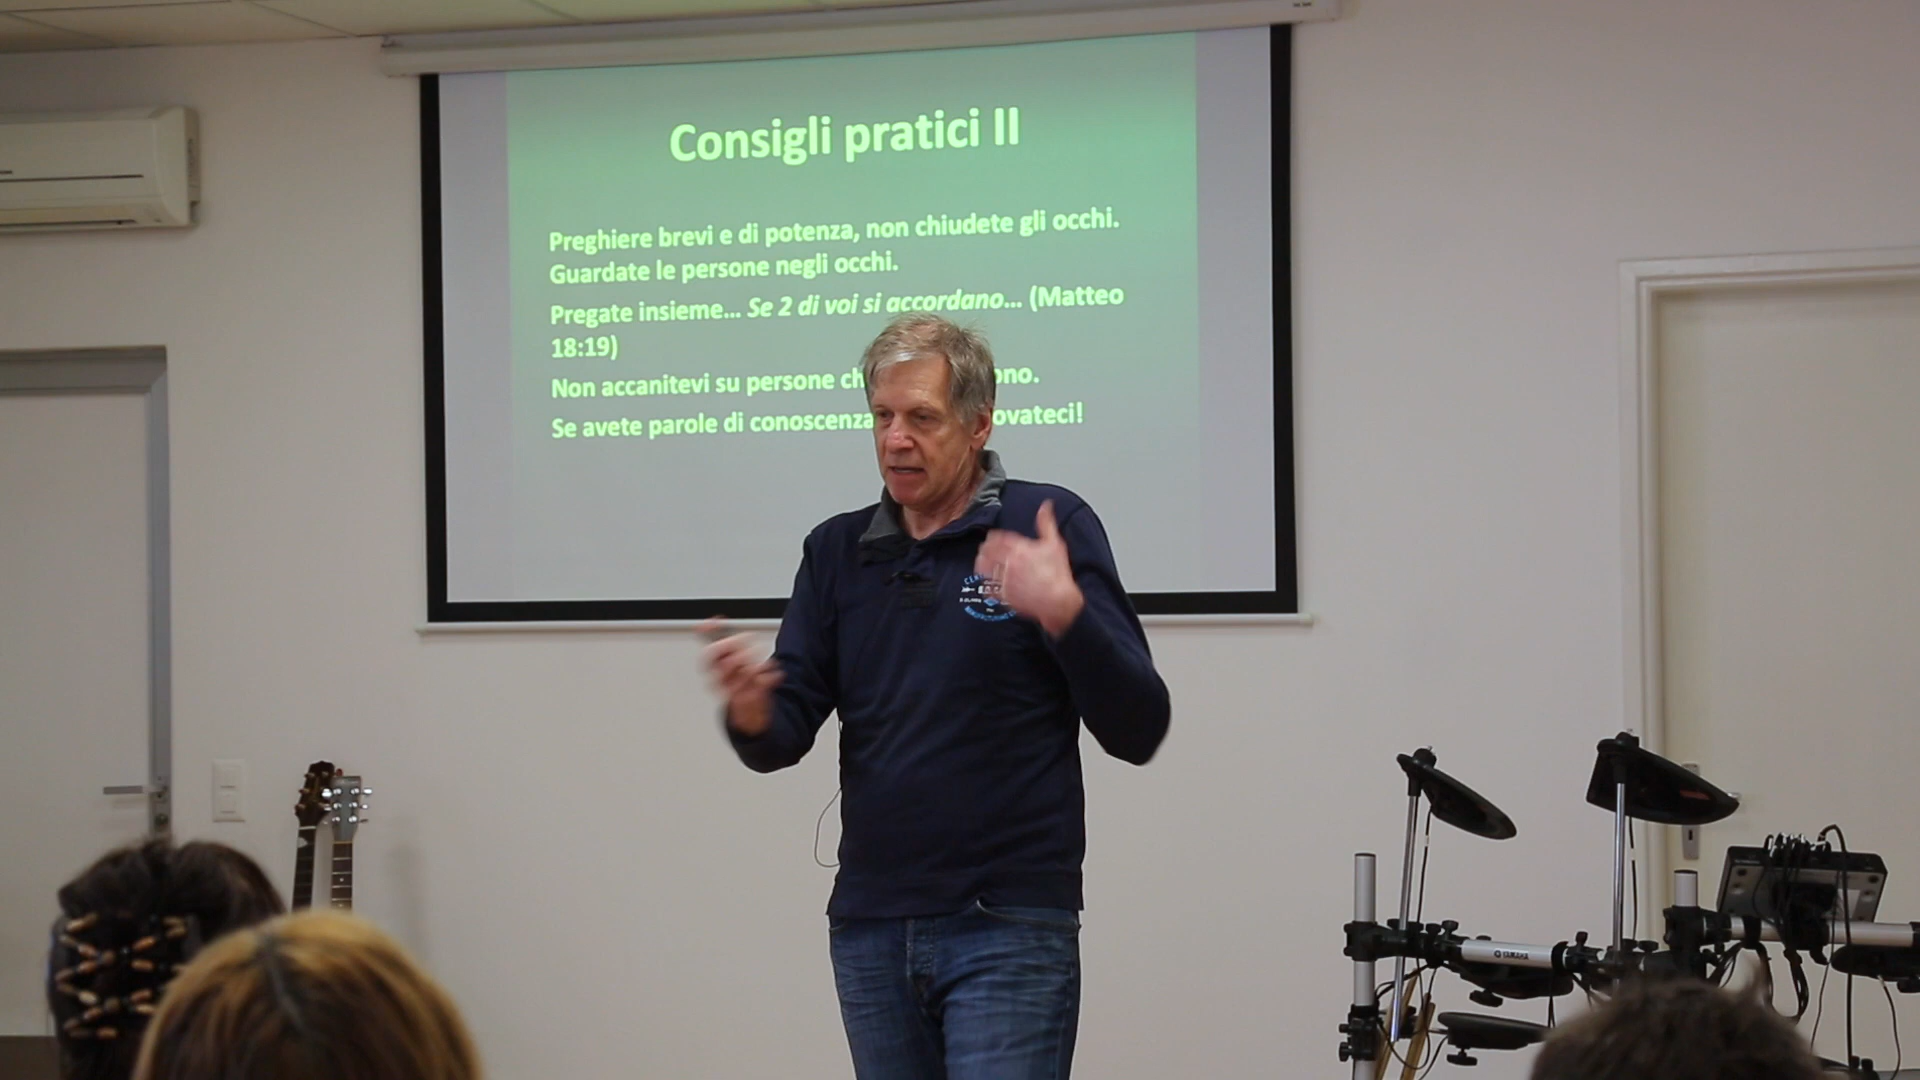 Consigli pratici II
Preghiere brevi e di potenza, non chiudete gli occhi.
Guardate le persone negli occhi.
Pregate insieme... Se 2 di voi si accordano... (Matteo
18:19)
Non accanitevi su persone
Se avete parole di conoscenza
YAMAHA